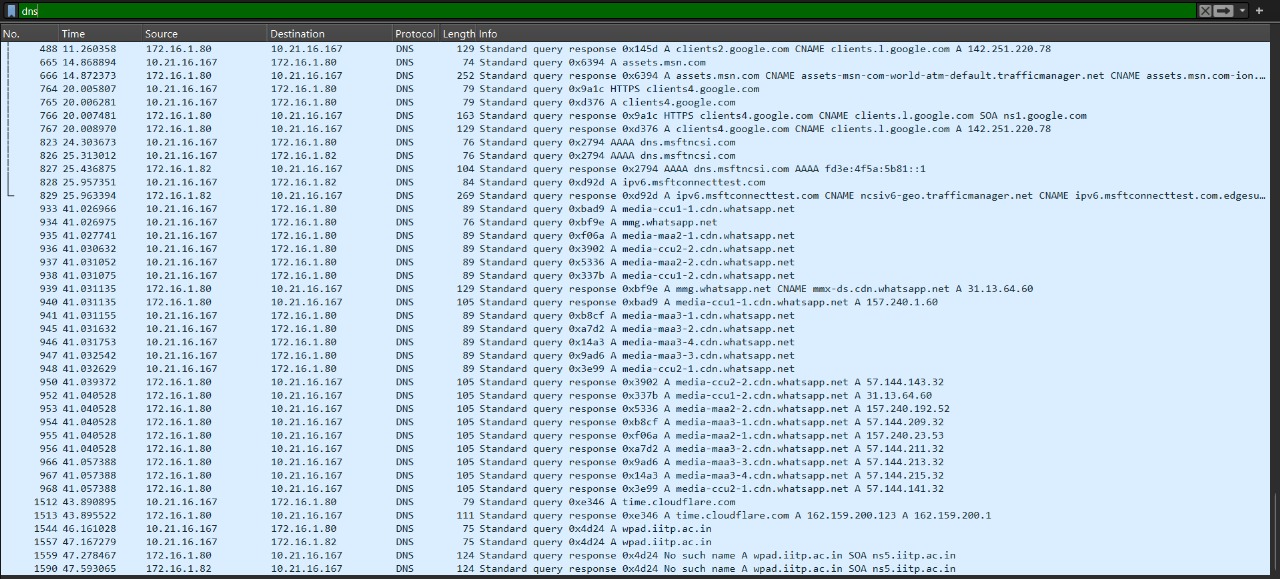 dns
No. Time Source Destination Protocol Length Info
488 11.260358 172.16.1.80 10.21.16.167 DNS 129 Standard query response 0x145d A clients2.google.com CNAME clients.l.google.com A 142.251.220.78
665 14.868894 10.21.16.167 172.16.1.80 DNS 74 Standard query 0x6394 A assets.msn.com
666 14.872373 172.16.1.80 10.21.16.167 DNS 252 Standard query response 0x6394 A assets.msn.com CNAME assets-msn-com-world-atm-default.trafficmanager.net CNAME assets.msn.com-ion.…
764 20.005807 10.21.16.167 172.16.1.80 DNS 79 Standard query 0x9a1c HTTPS clients4.google.com
765 20.006281 10.21.16.167 172.16.1.80 DNS 79 Standard query 0xd376 A clients4.google.com
766 20.007481 172.16.1.80 10.21.16.167 DNS 163 Standard query response 0x9a1c HTTPS clients4.google.com CNAME clients.l.google.com SOA ns1.google.com
767 20.008970 172.16.1.80 10.21.16.167 DNS 129 Standard query response 0xd376 A clients4.google.com CNAME clients.l.google.com A 142.251.220.78
823 24.303673 10.21.16.167 172.16.1.80 DNS 76 Standard query 0x2794 AAAA dns.msftncsi.com
826 25.313012 10.21.16.167 172.16.1.82 DNS 76 Standard query 0x2794 AAAA dns.msftncsi.com
827 25.436875 172.16.1.82 10.21.16.167 DNS 104 Standard query response 0x2794 AAAA dns.msftncsi.com AAAA fd3e:4f5a:5b81::1
828 25.957351 10.21.16.167 172.16.1.82 DNS 84 Standard query 0xd92d A ipv6.msftconnecttest.com
829 25.963394 172.16.1.82 10.21.16.167 DNS 269 Standard query response 0xd92d A ipv6.msftconnecttest.com CNAME ncsiv6-geo.trafficmanager.net CNAME ipv6.msftconnecttest.com.edgesu…
933 41.026966 10.21.16.167 172.16.1.80 DNS 89 Standard query 0xbad9 A media-ccu1-1.cdn.whatsapp.net
934 41.026975 10.21.16.167 172.16.1.80 DNS 76 Standard query 0xbf9e A mmg.whatsapp.net
935 41.027741 10.21.16.167 172.16.1.80 DNS 89 Standard query 0xf06a A media-maa2-1.cdn.whatsapp.net
936 41.030632 10.21.16.167 172.16.1.80 DNS 89 Standard query 0x3902 A media-ccu2-2.cdn.whatsapp.net
937 41.031052 10.21.16.167 172.16.1.80 DNS 89 Standard query 0x5336 A media-maa2-2.cdn.whatsapp.net
938 41.031075 10.21.16.167 172.16.1.80 DNS 89 Standard query 0x337b A media-ccu1-2.cdn.whatsapp.net
939 41.031135 172.16.1.80 10.21.16.167 DNS 129 Standard query response 0xbf9e A mmg.whatsapp.net CNAME mmx-ds.cdn.whatsapp.net A 31.13.64.60
940 41.031135 172.16.1.80 10.21.16.167 DNS 105 Standard query response 0xbad9 A media-ccu1-1.cdn.whatsapp.net A 157.240.1.60
941 41.031155 10.21.16.167 172.16.1.80 DNS 89 Standard query 0xb8cf A media-maa3-1.cdn.whatsapp.net
945 41.031632 10.21.16.167 172.16.1.80 DNS 89 Standard query 0xa7d2 A media-maa3-2.cdn.whatsapp.net
946 41.031753 10.21.16.167 172.16.1.80 DNS 89 Standard query 0x14a3 A media-maa3-4.cdn.whatsapp.net
947 41.032542 10.21.16.167 172.16.1.80 DNS 89 Standard query 0x9ad6 A media-maa3-3.cdn.whatsapp.net
948 41.032629 10.21.16.167 172.16.1.80 DNS 89 Standard query 0x3e99 A media-ccu2-1.cdn.whatsapp.net
950 41.039372 172.16.1.80 10.21.16.167 DNS 105 Standard query response 0x3902 A media-ccu2-2.cdn.whatsapp.net A 57.144.143.32
952 41.040528 172.16.1.80 10.21.16.167 DNS 105 Standard query response 0x337b A media-ccu1-2.cdn.whatsapp.net A 31.13.64.60
953 41.040528 172.16.1.80 10.21.16.167 DNS 105 Standard query response 0x5336 A media-maa2-2.cdn.whatsapp.net A 157.240.192.52
954 41.040528 172.16.1.80 10.21.16.167 DNS 105 Standard query response 0xb8cf A media-maa3-1.cdn.whatsapp.net A 57.144.209.32
955 41.040528 172.16.1.80 10.21.16.167 DNS 105 Standard query response 0xf06a A media-maa2-1.cdn.whatsapp.net A 157.240.23.53
956 41.040528 172.16.1.80 10.21.16.167 DNS 105 Standard query response 0xa7d2 A media-maa3-2.cdn.whatsapp.net A 57.144.211.32
966 41.057388 172.16.1.80 10.21.16.167 DNS 105 Standard query response 0x9ad6 A media-maa3-3.cdn.whatsapp.net A 57.144.213.32
967 41.057388 172.16.1.80 10.21.16.167 DNS 105 Standard query response 0x14a3 A media-maa3-4.cdn.whatsapp.net A 57.144.215.32
968 41.057388 172.16.1.80 10.21.16.167 DNS 105 Standard query response 0x3e99 A media-ccu2-1.cdn.whatsapp.net A 57.144.141.32
1512 43.890895 10.21.16.167 172.16.1.80 DNS 79 Standard query 0xe346 A time.cloudflare.com
1513 43.895522 172.16.1.80 10.21.16.167 DNS 111 Standard query response 0xe346 A time.cloudflare.com A 162.159.200.123 A 162.159.200.1
1544 46.161028 10.21.16.167 172.16.1.80 DNS 75 Standard query 0x4d24 A wpad.iitp.ac.in
1557 47.167279 10.21.16.167 172.16.1.82 DNS 75 Standard query 0x4d24 A wpad.iitp.ac.in
1559 47.278467 172.16.1.80 10.21.16.167 DNS 124 Standard query response 0x4d24 No such name A wpad.iitp.ac.in SOA ns5.iitp.ac.in
1590 47.593065 172.16.1.82 10.21.16.167 DNS 124 Standard query response 0x4d24 No such name A wpad.iitp.ac.in SOA ns5.iitp.ac.in